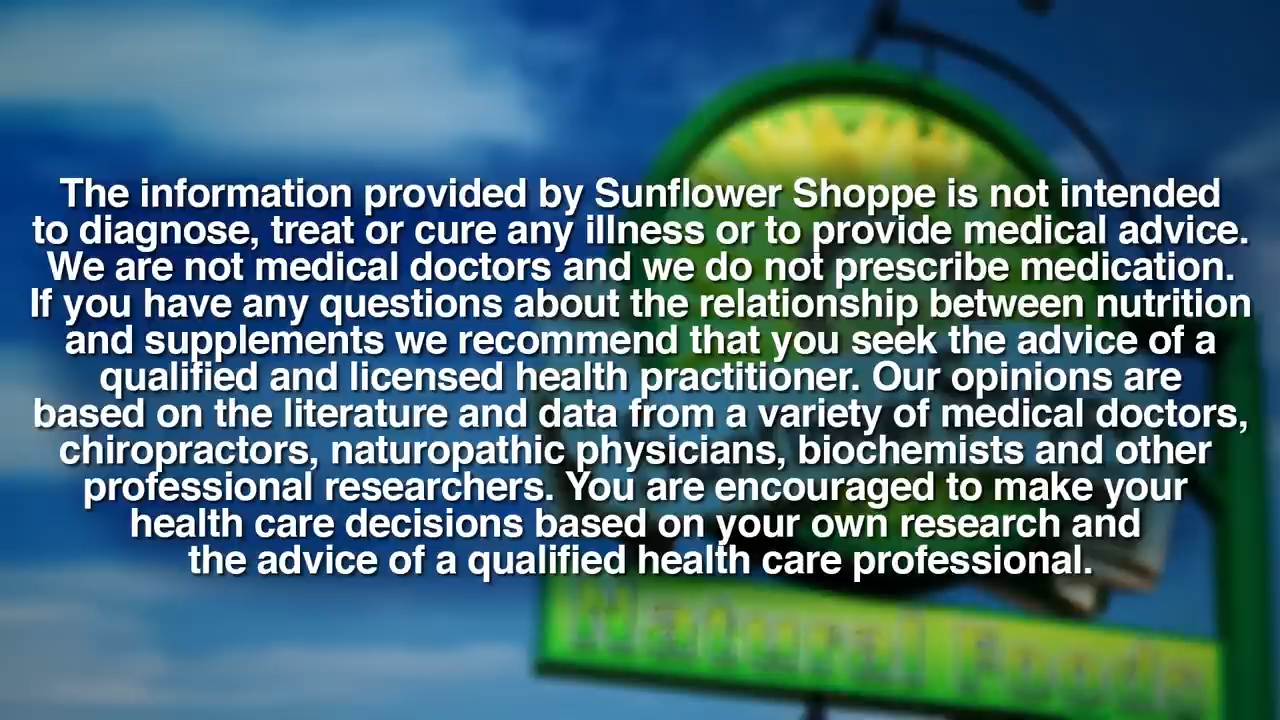 The information provided by Sunflower Shoppe is not intended
to diagnose, treat or cure any illness or to provide medical advice.
We are not medical doctors and we do not prescribe medication.
If you have any questions about the relationship between nutrition
and supplements we recommend that you seek the advice of a
qualified and licensed health practitioner. Our opinions are
based on the literature and data from a variety of medical doctors,
chiropractors, naturopathic physicians, biochemists and other
professional researchers. You are encouraged to make your
health care decisions based on your own research and
the advice of a qualified health care professional.
Natural Foods